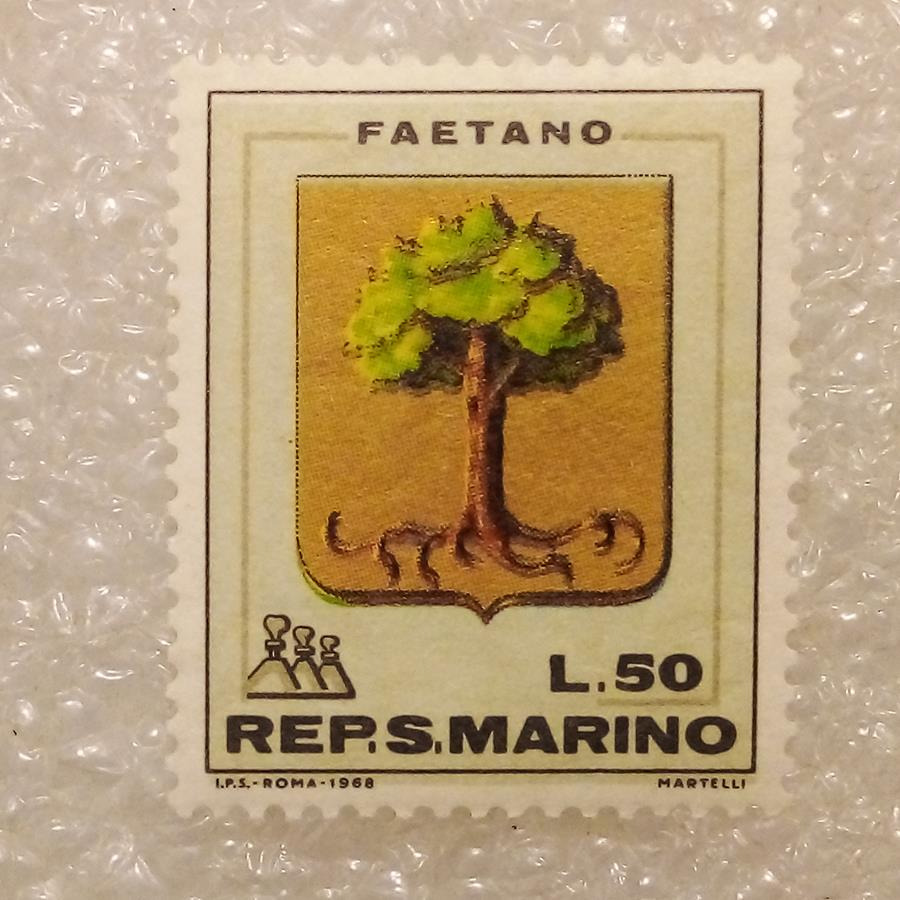 FAETANO
L.50
REP.S.MARINO
I.P.S.-ROMA-1968 MARTELLI